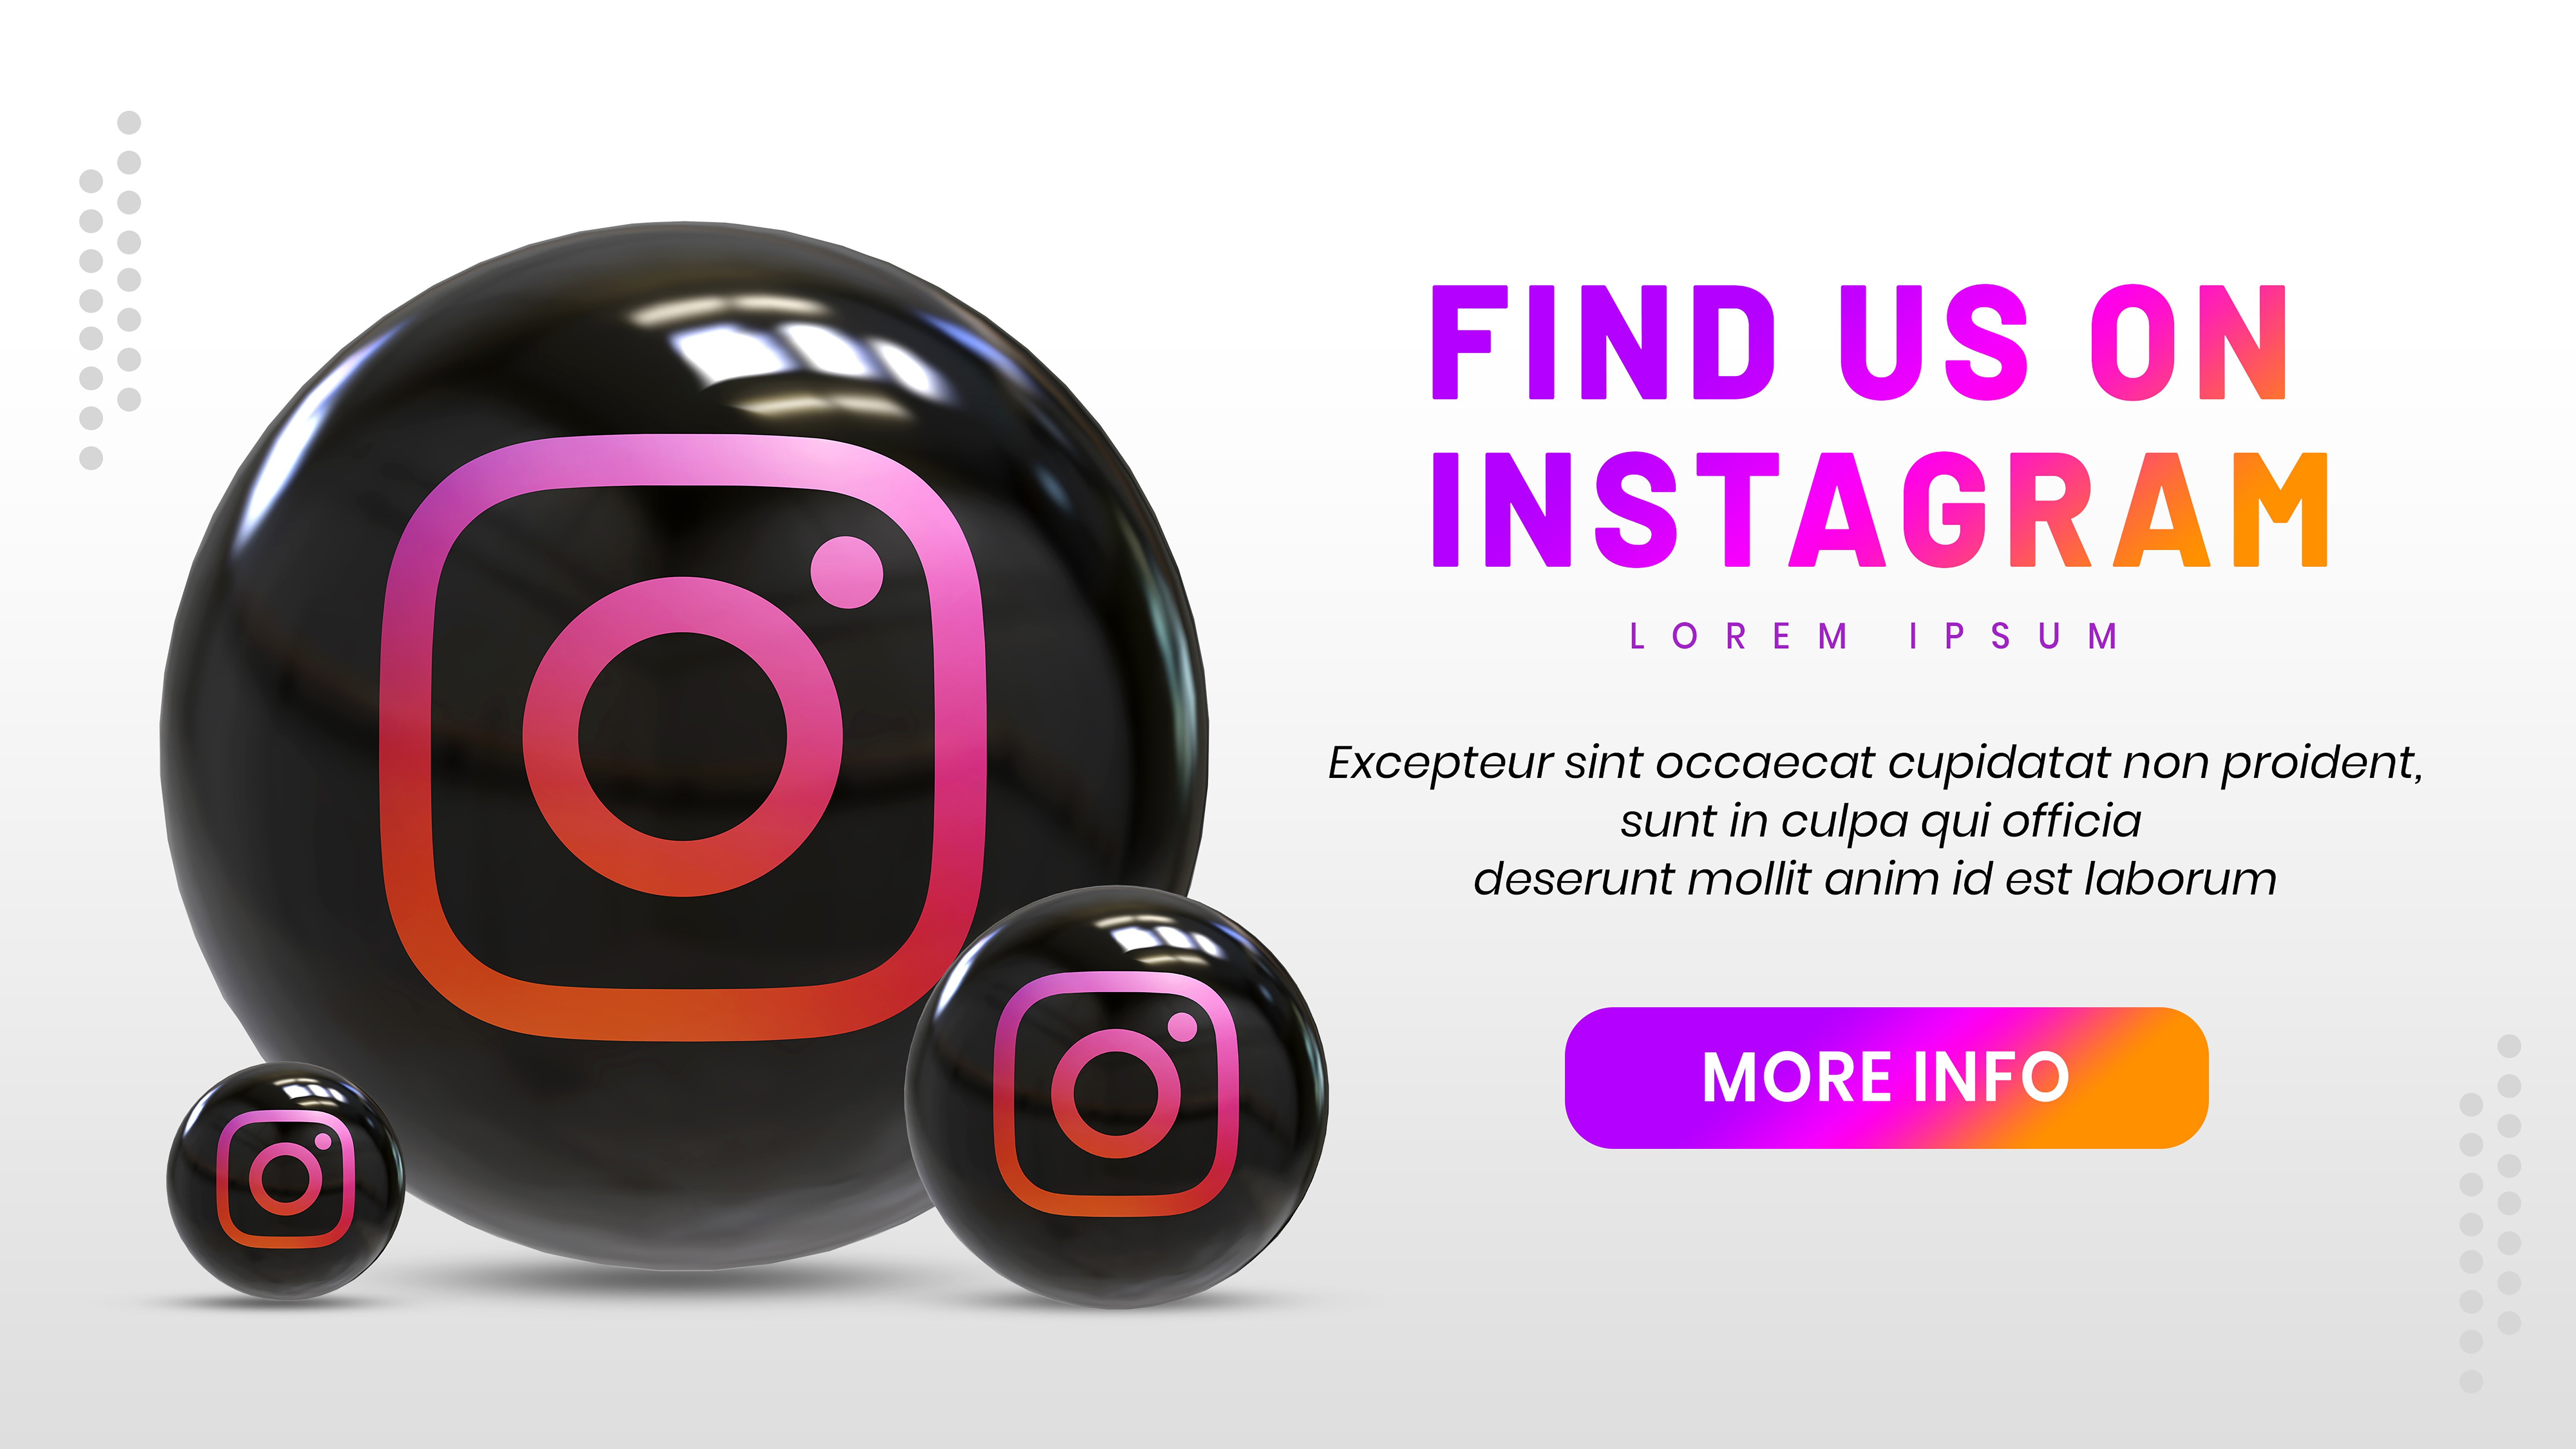 FIND US ON
INSTAGRAM
LOREM IPSUM
Excepteur sint occaecat cupidatat non proident,
sunt in culpa qui officia
deserunt mollit anim id est laborum
MORE INFO